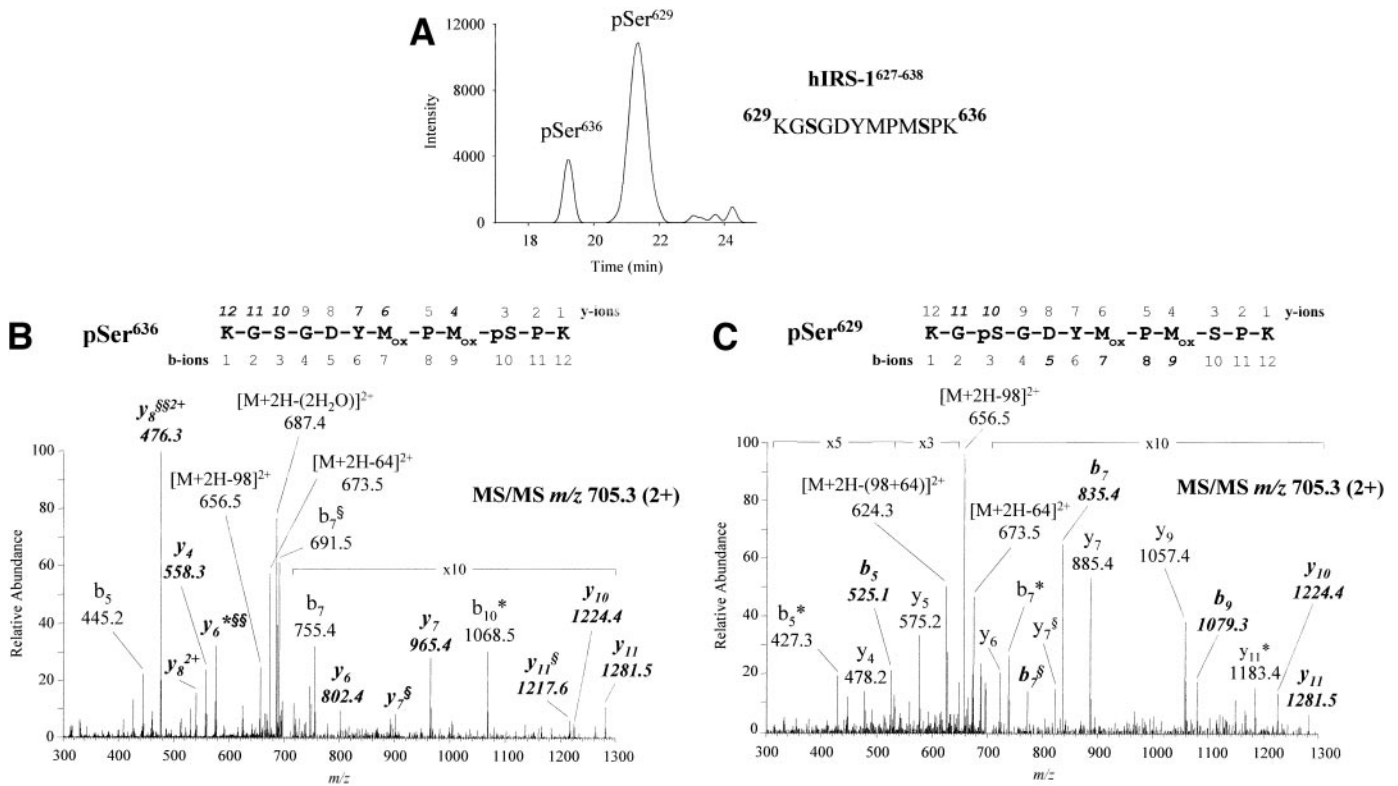 A
12000
8000
4000
0
Intensity
pSer636
pSer629
18 20 22 24
Time (min)
hIRS-1627-638
629KGSGDYMPMSPK636
B
pSer636
12 11 10 9 8 7 6 5 4 3 2 1 y-ions
K-G-S-G-D-Y-Mox-P-Mox-pS-P-K
b-ions 1 2 3 4 5 6 7 8 9 10 11 12
MS/MS m/z 705.3 (2+)
Relative Abundance
100
80
60
40
20
0
y8§§2+
476.3
[M+2H-(2H2O)]2+
687.4
[M+2H-98]2+
656.5
[M+2H-64]2+
673.5
b7§
691.5
y4
558.3
b5
445.2
y6*§§
y82+
x10
b7
755.4
y6
802.4
y7§
y7
965.4
b10*
1068.5
y11§
1217.6
y10
1224.4
y11
1281.5
300 400 500 600 700 800 900 1000 1100 1200 1300
m/z
C
pSer629
12 11 10 9 8 7 6 5 4 3 2 1 y-ions
K-G-pS-G-D-Y-Mox-P-Mox-S-P-K
b-ions 1 2 3 4 5 6 7 8 9 10 11 12
MS/MS m/z 705.3 (2+)
Relative Abundance
100
80
60
40
20
0
x5
x3
x10
[M+2H-98]2+
656.5
[M+2H-(98+64)]2+
624.3
[M+2H-64]2+
673.5
b7
835.4
b5
525.1
b5*
427.3
y4
478.2
y5
575.2
y6
b7*
b7§
y7§
y7
885.4
y9
1057.4
b9
1079.3
y11*
1183.4
y10
1224.4
y11
1281.5
300 400 500 600 700 800 900 1000 1100 1200 1300
m/z